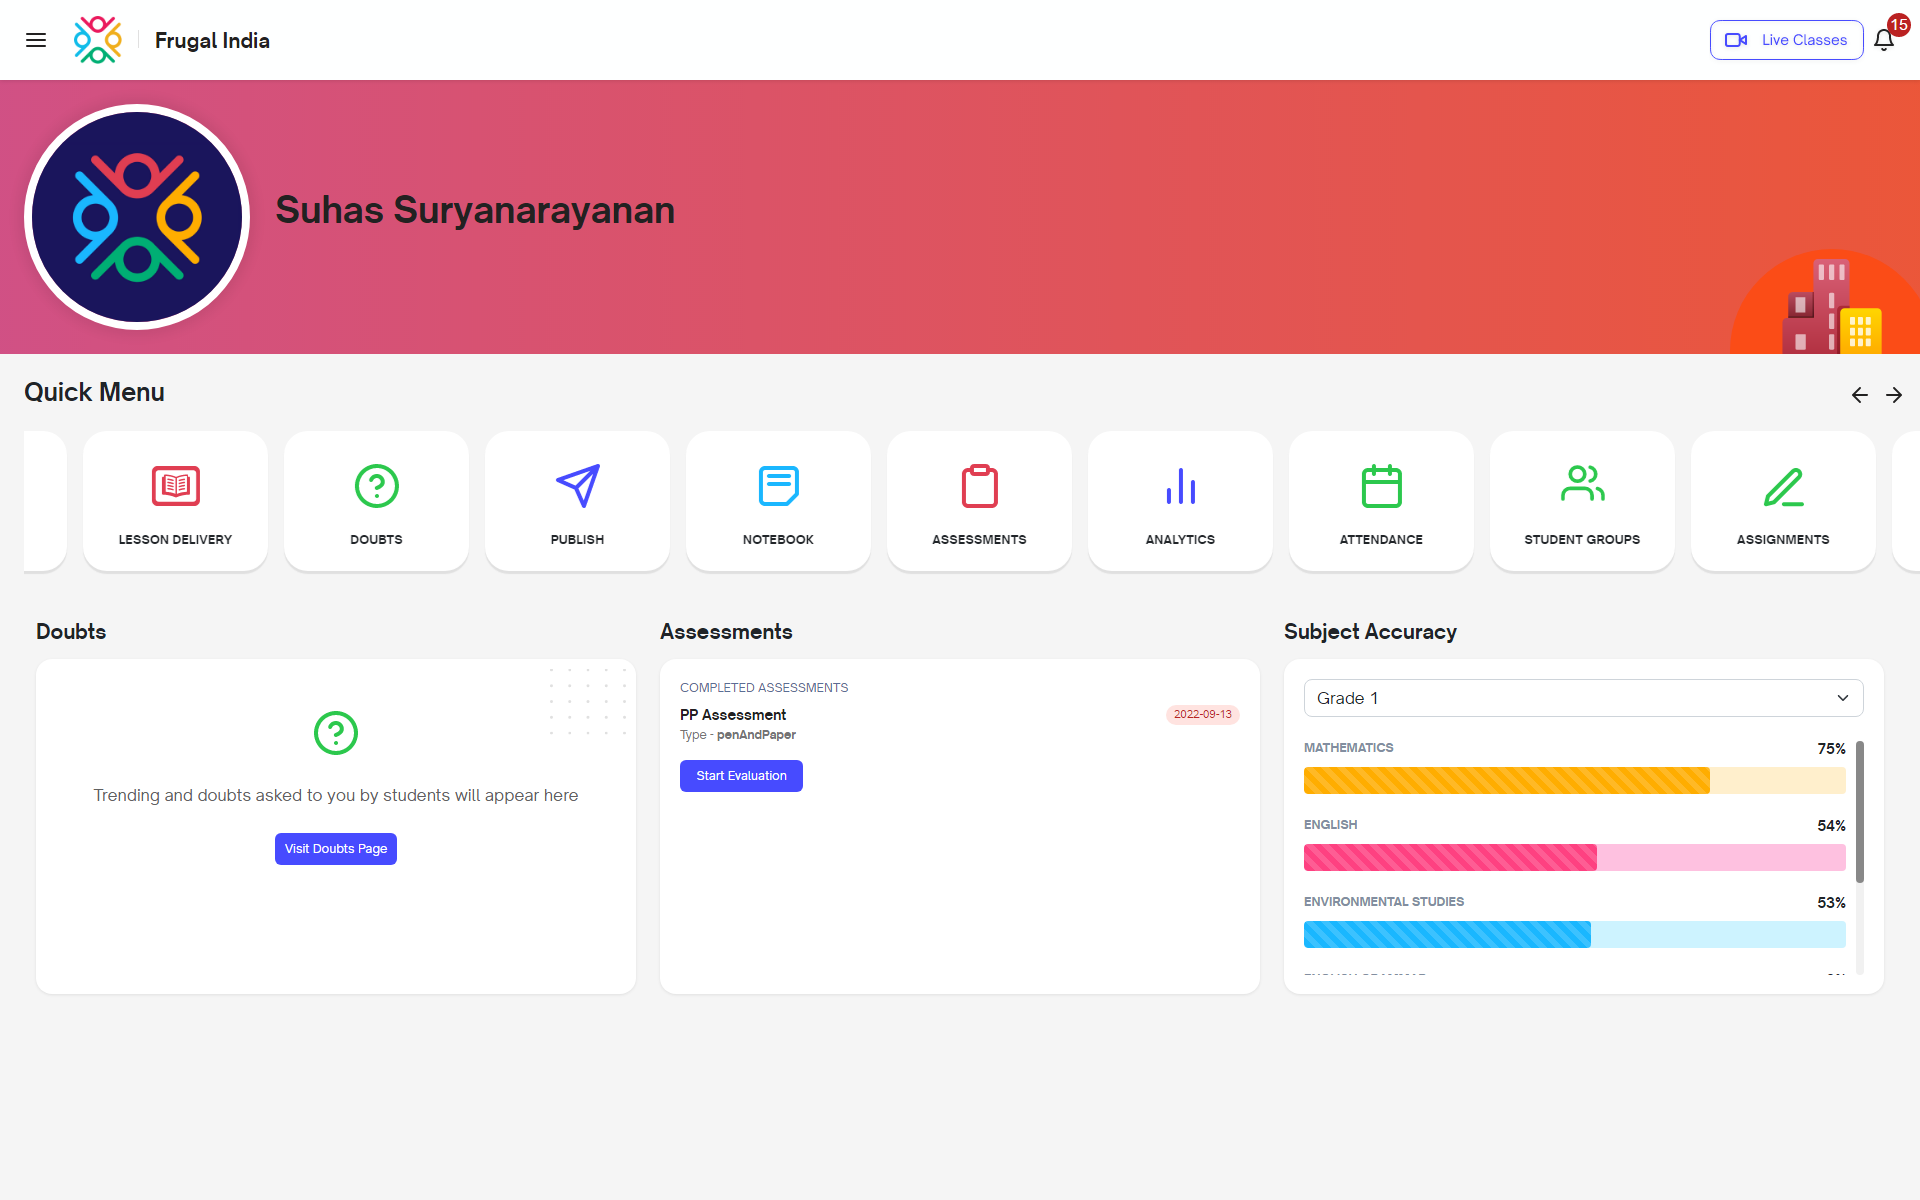 Frugal India
Live Classes
15
Suhas Suryanarayanan
Quick Menu
LESSON DELIVERY
DOUBTS
PUBLISH
NOTEBOOK
ASSESSMENTS
ANALYTICS
ATTENDANCE
STUDENT GROUPS
ASSIGNMENTS
Doubts
Trending and doubts asked to you by students will appear here
Visit Doubts Page
Assessments
COMPLETED ASSESSMENTS
PP Assessment
2022-09-13
Type - penAndPaper
Start Evaluation
Subject Accuracy
Grade 1
MATHEMATICS
75%
ENGLISH
54%
ENVIRONMENTAL STUDIES
53%